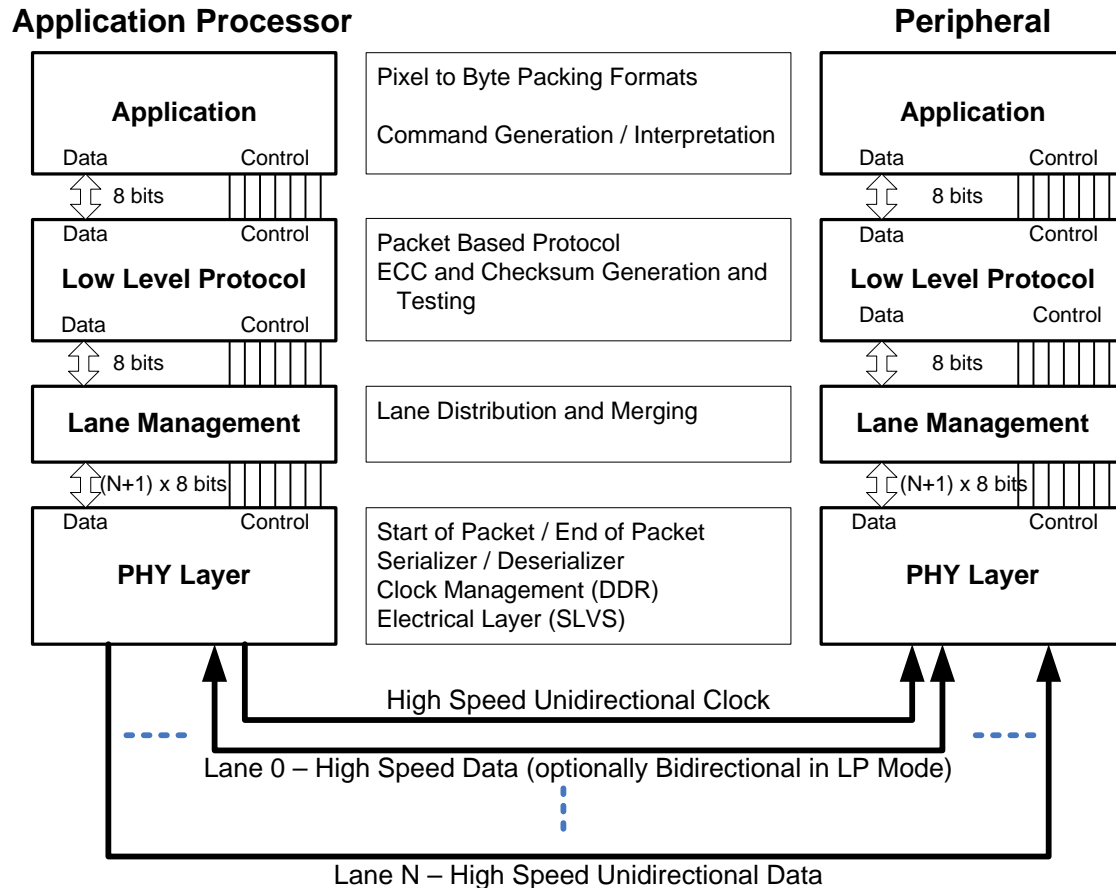 Application Processor
Peripheral
Application
Data
Control
8 bits
Data
Control
Low Level Protocol
Data
Control
8 bits
Lane Management
(N+1) x 8 bits
Data
Control
PHY Layer
Pixel to Byte Packing Formats
Command Generation / Interpretation
Packet Based Protocol
ECC and Checksum Generation and
Testing
Lane Distribution and Merging
Start of Packet / End of Packet
Serializer / Deserializer
Clock Management (DDR)
Electrical Layer (SLVS)
Application
Data
Control
8 bits
Data
Control
Low Level Protocol
Data
Control
8 bits
Lane Management
(N+1) x 8 bits
Data
Control
PHY Layer
High Speed Unidirectional Clock
Lane 0 – High Speed Data (optionally Bidirectional in LP Mode)
Lane N – High Speed Unidirectional Data